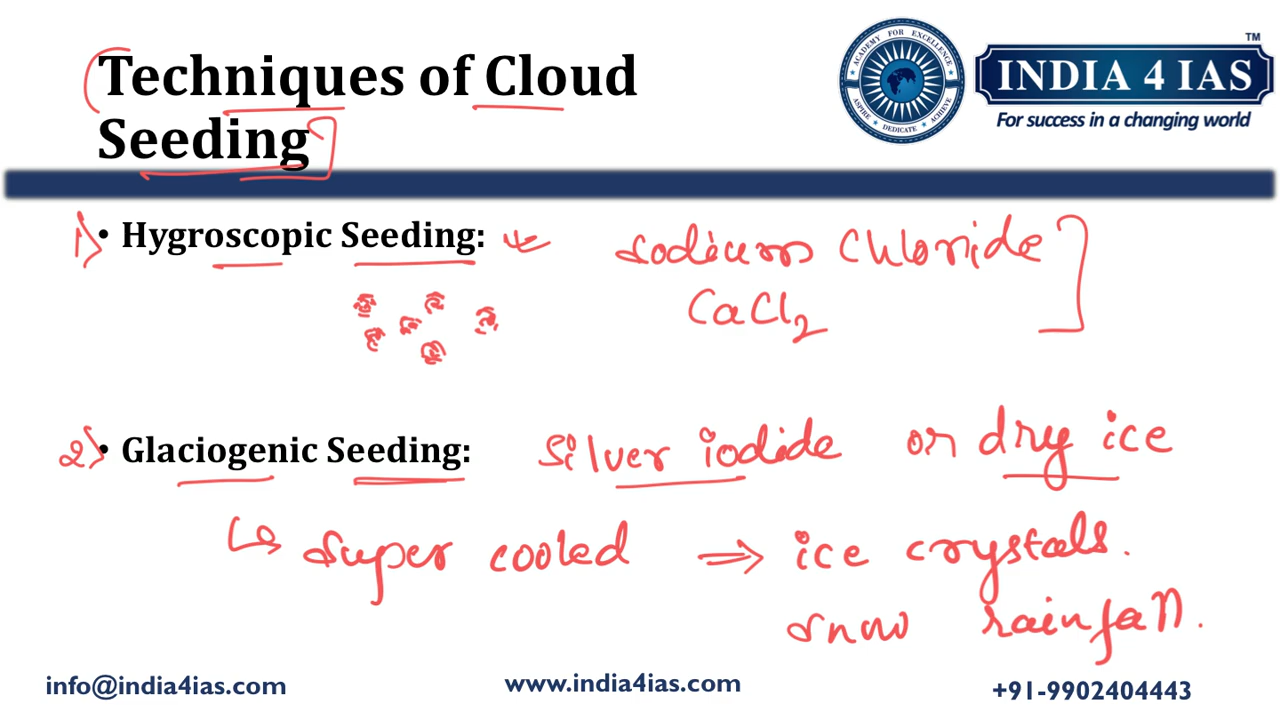 Techniques of Cloud
Seeding
ACADEMY FOR EXCELLENCE
ASPIRE ★ DEDICATE ★ ACHIEVE
INDIA 4 IAS
TM
For success in a changing world
1) • Hygroscopic Seeding: Sodium Chloride
CaCl2
2) • Glaciogenic Seeding: Silver iodide or dry ice
↳ Super cooled ⇒ ice crystals.
Snow rainfall.
info@india4ias.com www.india4ias.com +91-9902404443